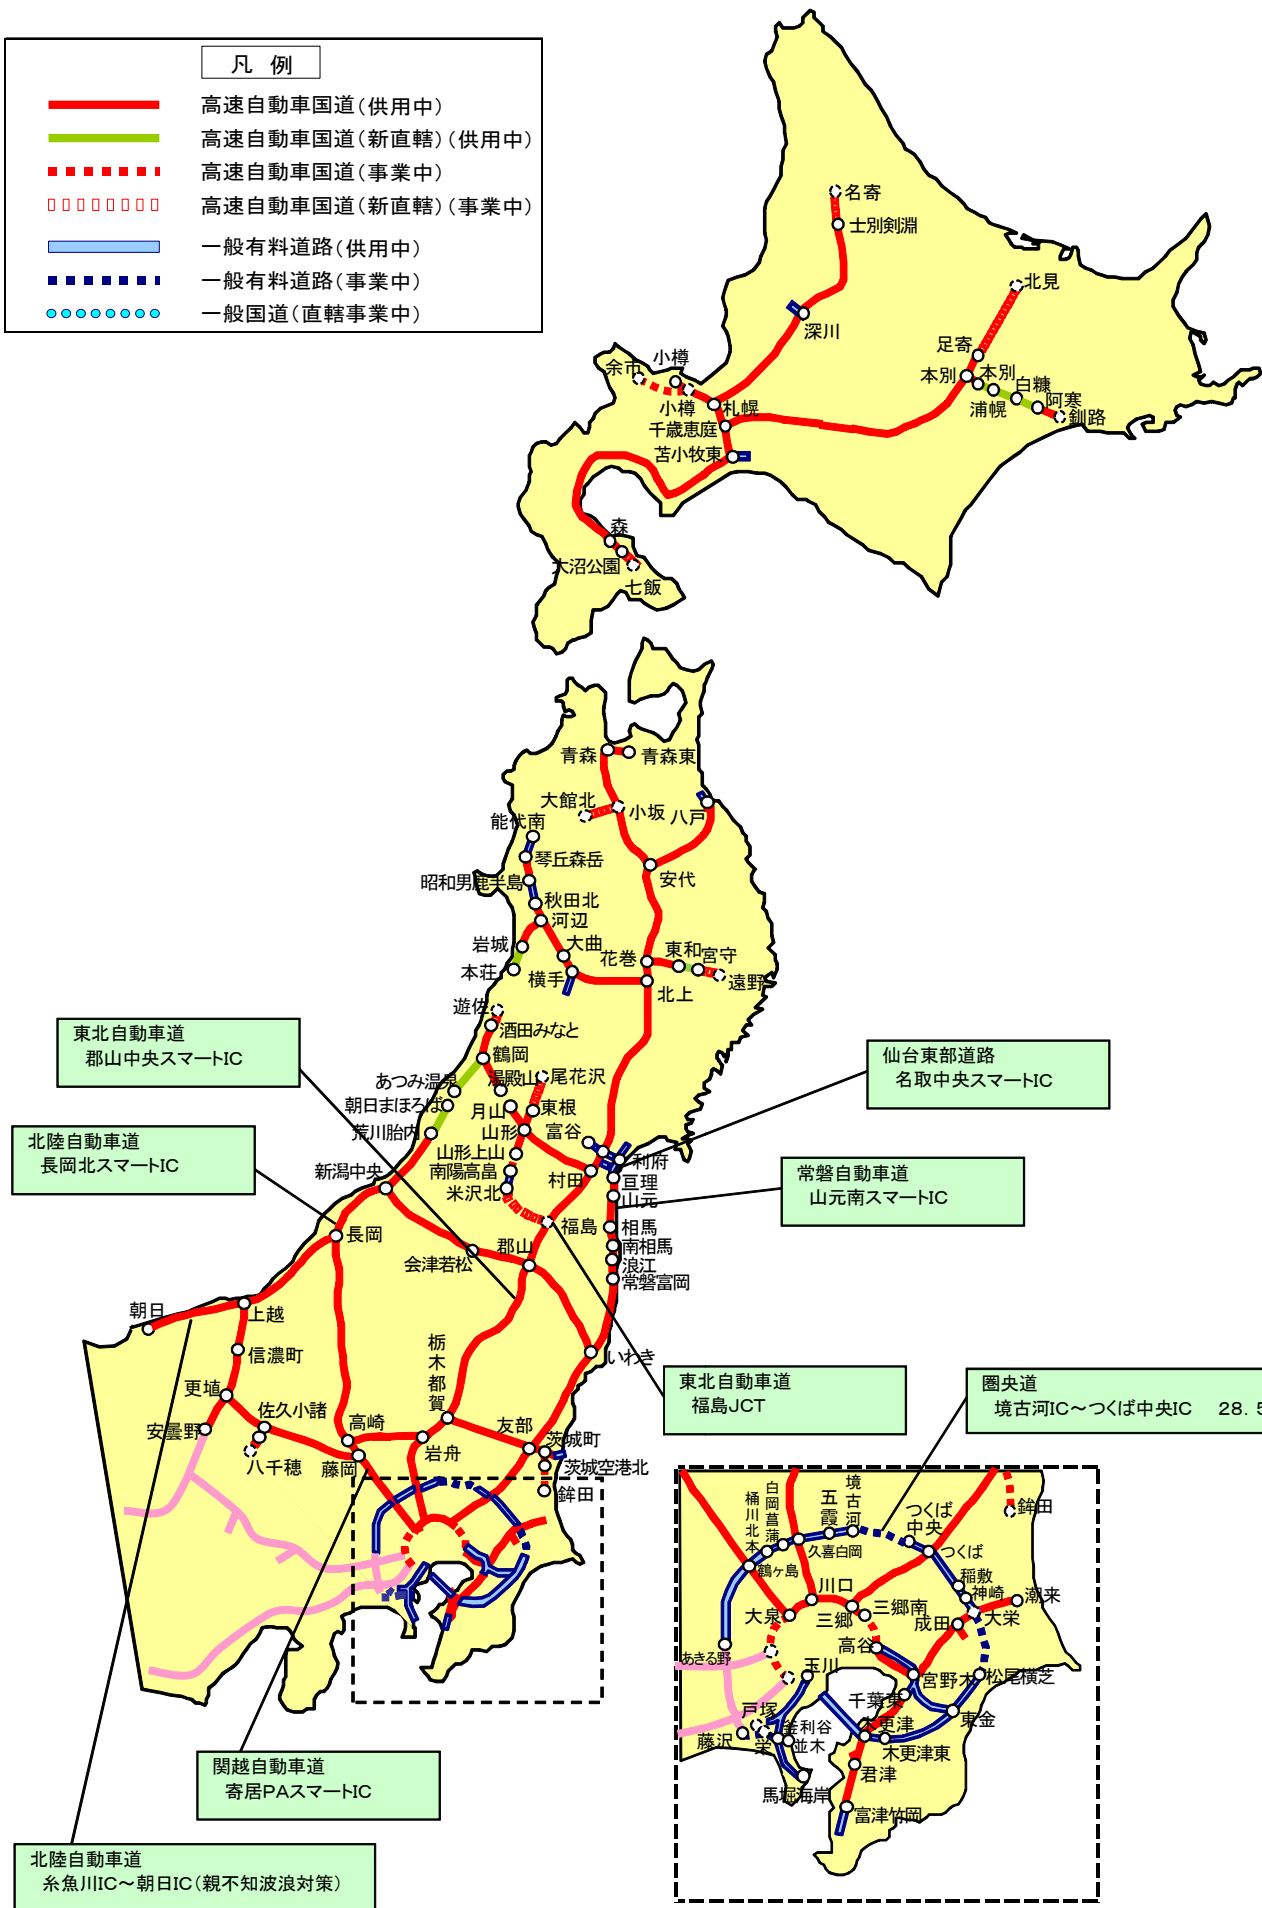 凡 例
高速自動車国道(供用中)
高速自動車国道(新直轄)(供用中)
高速自動車国道(事業中)
高速自動車国道(新直轄)(事業中)
一般有料道路(供用中)
一般有料道路(事業中)
一般国道(直轄事業中)
名寄
士別剣淵
北見
深川
足寄
小樽
余市
本別
本別
白糠
阿寒
小樽
札幌
浦幌
釧路
千歳恵庭
苫小牧東
森
大沼公園
七飯
青森
青森東
大館北
小坂
八戸
能代南
琴丘森岳
安代
昭和男鹿半島
秋田北
河辺
岩城
大曲
花巻
東和
宮守
本荘
横手
遠野
北上
遊佐
酒田みなと
東北自動車道
郡山中央スマートIC
鶴岡
仙台東部道路
名取中央スマートIC
あつみ温泉
湯殿山
尾花沢
朝日まほろば
月山
東根
荒川胎内
山形
富谷
北陸自動車道
長岡北スマートIC
山形上山
利府
新潟中央
南陽高畠
村田
亘理
常磐自動車道
山元南スマートIC
米沢北
山元
長岡
福島
相馬
郡山
南相馬
会津若松
浪江
常磐富岡
朝日
上越
栃木都賀
信濃町
いわき
更埴
東北自動車道
福島JCT
圏央道
境古河IC~つくば中央IC 28.5
佐久小諸
安曇野
高崎
友部
茨城町
岩舟
八千穂
藤岡
茨城空港北
鉾田
境古河
白岡菖蒲
桶川北本
五霞
つくば
中央
鉾田
久喜白岡
つくば
鶴ヶ島
稲敷
神崎
川口
潮来
大泉
三郷
三郷南
成田
大栄
高谷
あきる野
玉川
宮野木
松尾横芝
千葉東
戸塚
釜利谷
木更津
東金
藤沢
栄
並木
木更津東
君津
馬堀海岸
富津竹岡
関越自動車道
寄居PAスマートIC
北陸自動車道
糸魚川IC~朝日IC(親不知波浪対策)